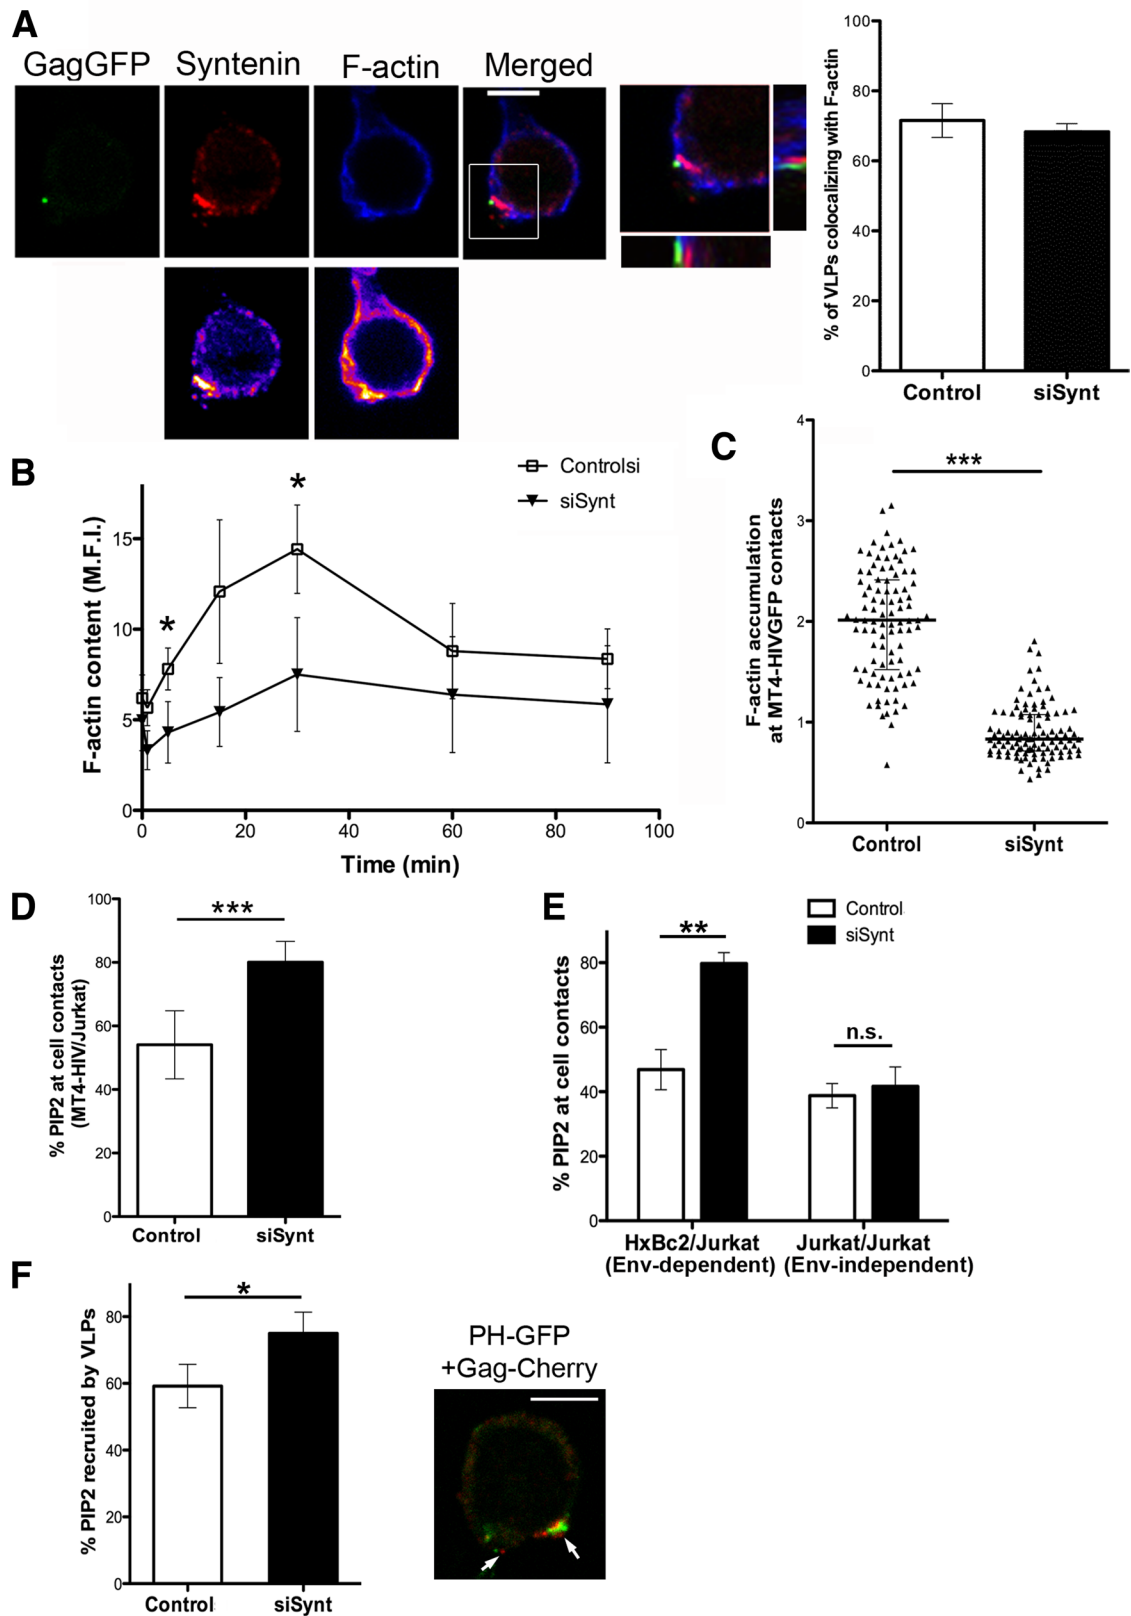 A
GagGFP Syntenin F-actin Merged
% of VLPs colocalizing with F-actin
100
80
60
40
20
0
Control siSynt
B
Controlsi
siSynt
F-actin content (M.F.I.)
15
10
5
0
*
*
0 20 40 60 80 100
Time (min)
C
F-actin accumulation
at MT4-HIVGFP contacts
4
3
2
1
0
***
Control siSynt
D
% PIP2 at cell contacts
(MT4-HIV/Jurkat)
100
80
60
40
20
0
***
Control siSynt
E
Control
siSynt
% PIP2 at cell contacts
80
60
40
20
0
**
n.s.
HxBc2/Jurkat Jurkat/Jurkat
(Env-dependent) (Env-independent)
F
% PIP2 recruited by VLPs
80
60
40
20
0
*
Control siSynt
PH-GFP
+Gag-Cherry